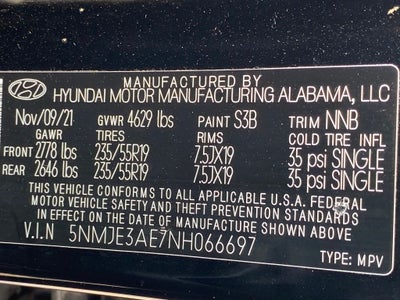 MANUFACTURED BY
HYUNDAI MOTOR MANUFACTURING ALABAMA, LLC
Nov/09/21 GVWR 4629 lbs PAINT S3B TRIM NNB
GAWR TIRES RIMS COLD TIRE INFL
FRONT 2778 lbs 235/55R19 7.5JX19 35 psi SINGLE
REAR 2646 lbs 235/55R19 7.5JX19 35 psi SINGLE
THIS VEHICLE CONFORMS TO ALL APPLICABLE U.S.A. FEDERAL
MOTOR VEHICLE SAFETY AND THEFT PREVENTION STANDARDS
IN EFFECT ON THE DATE OF MANUFACTURE SHOWN ABOVE.
V.I.N 5NMJE3AE7NH066697
TYPE: MPV